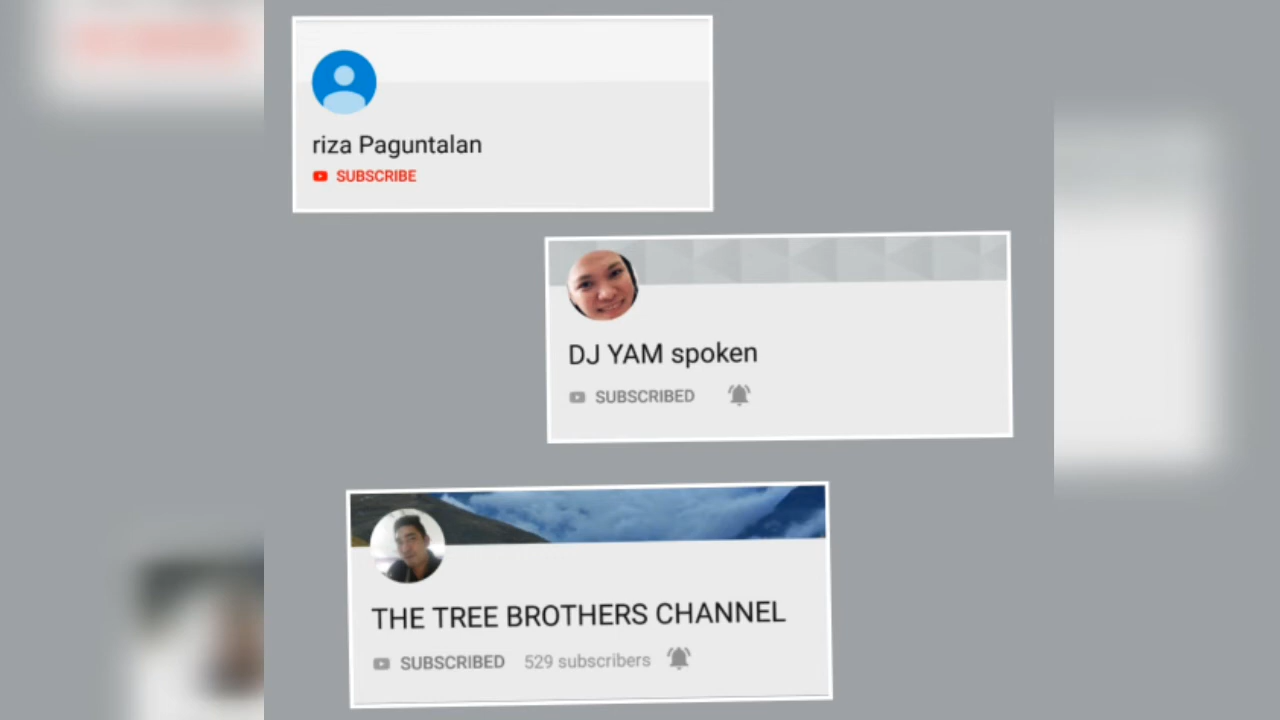 riza Paguntalan
SUBSCRIBE
DJ YAM spoken
SUBSCRIBED
THE TREE BROTHERS CHANNEL
SUBSCRIBED 529 subscribers